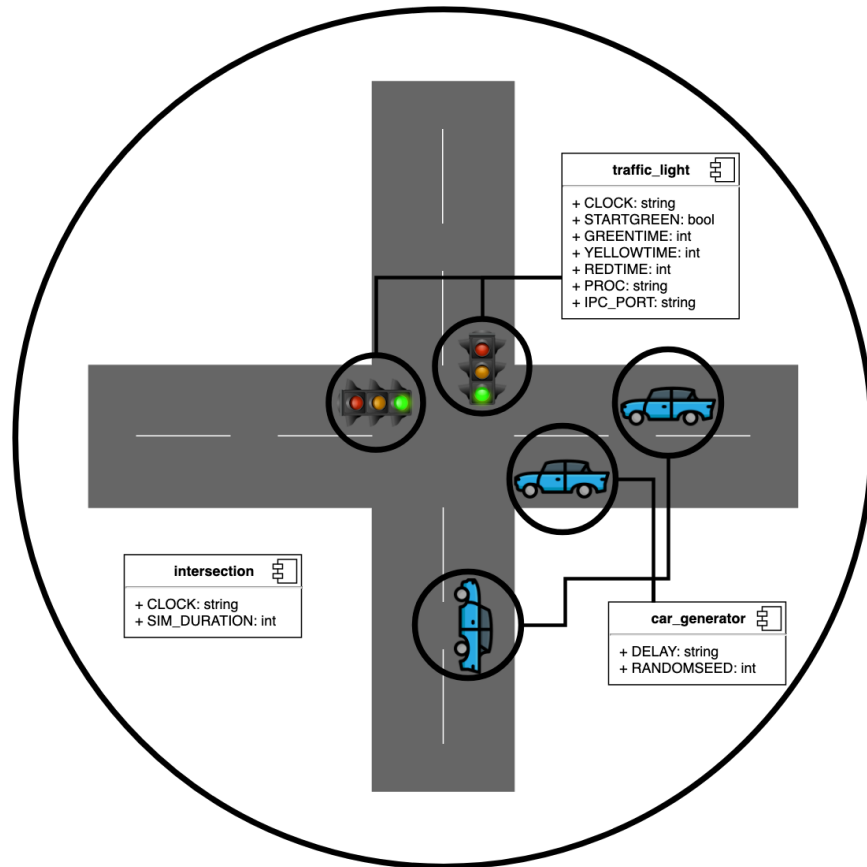 traffic_light
+ CLOCK: string
+ STARTGREEN: bool
+ GREENTIME: int
+ YELLOWTIME: int
+ REDTIME: int
+ PROC: string
+ IPC_PORT: string
intersection
+ CLOCK: string
+ SIM_DURATION: int
car_generator
+ DELAY: string
+ RANDOMSEED: int